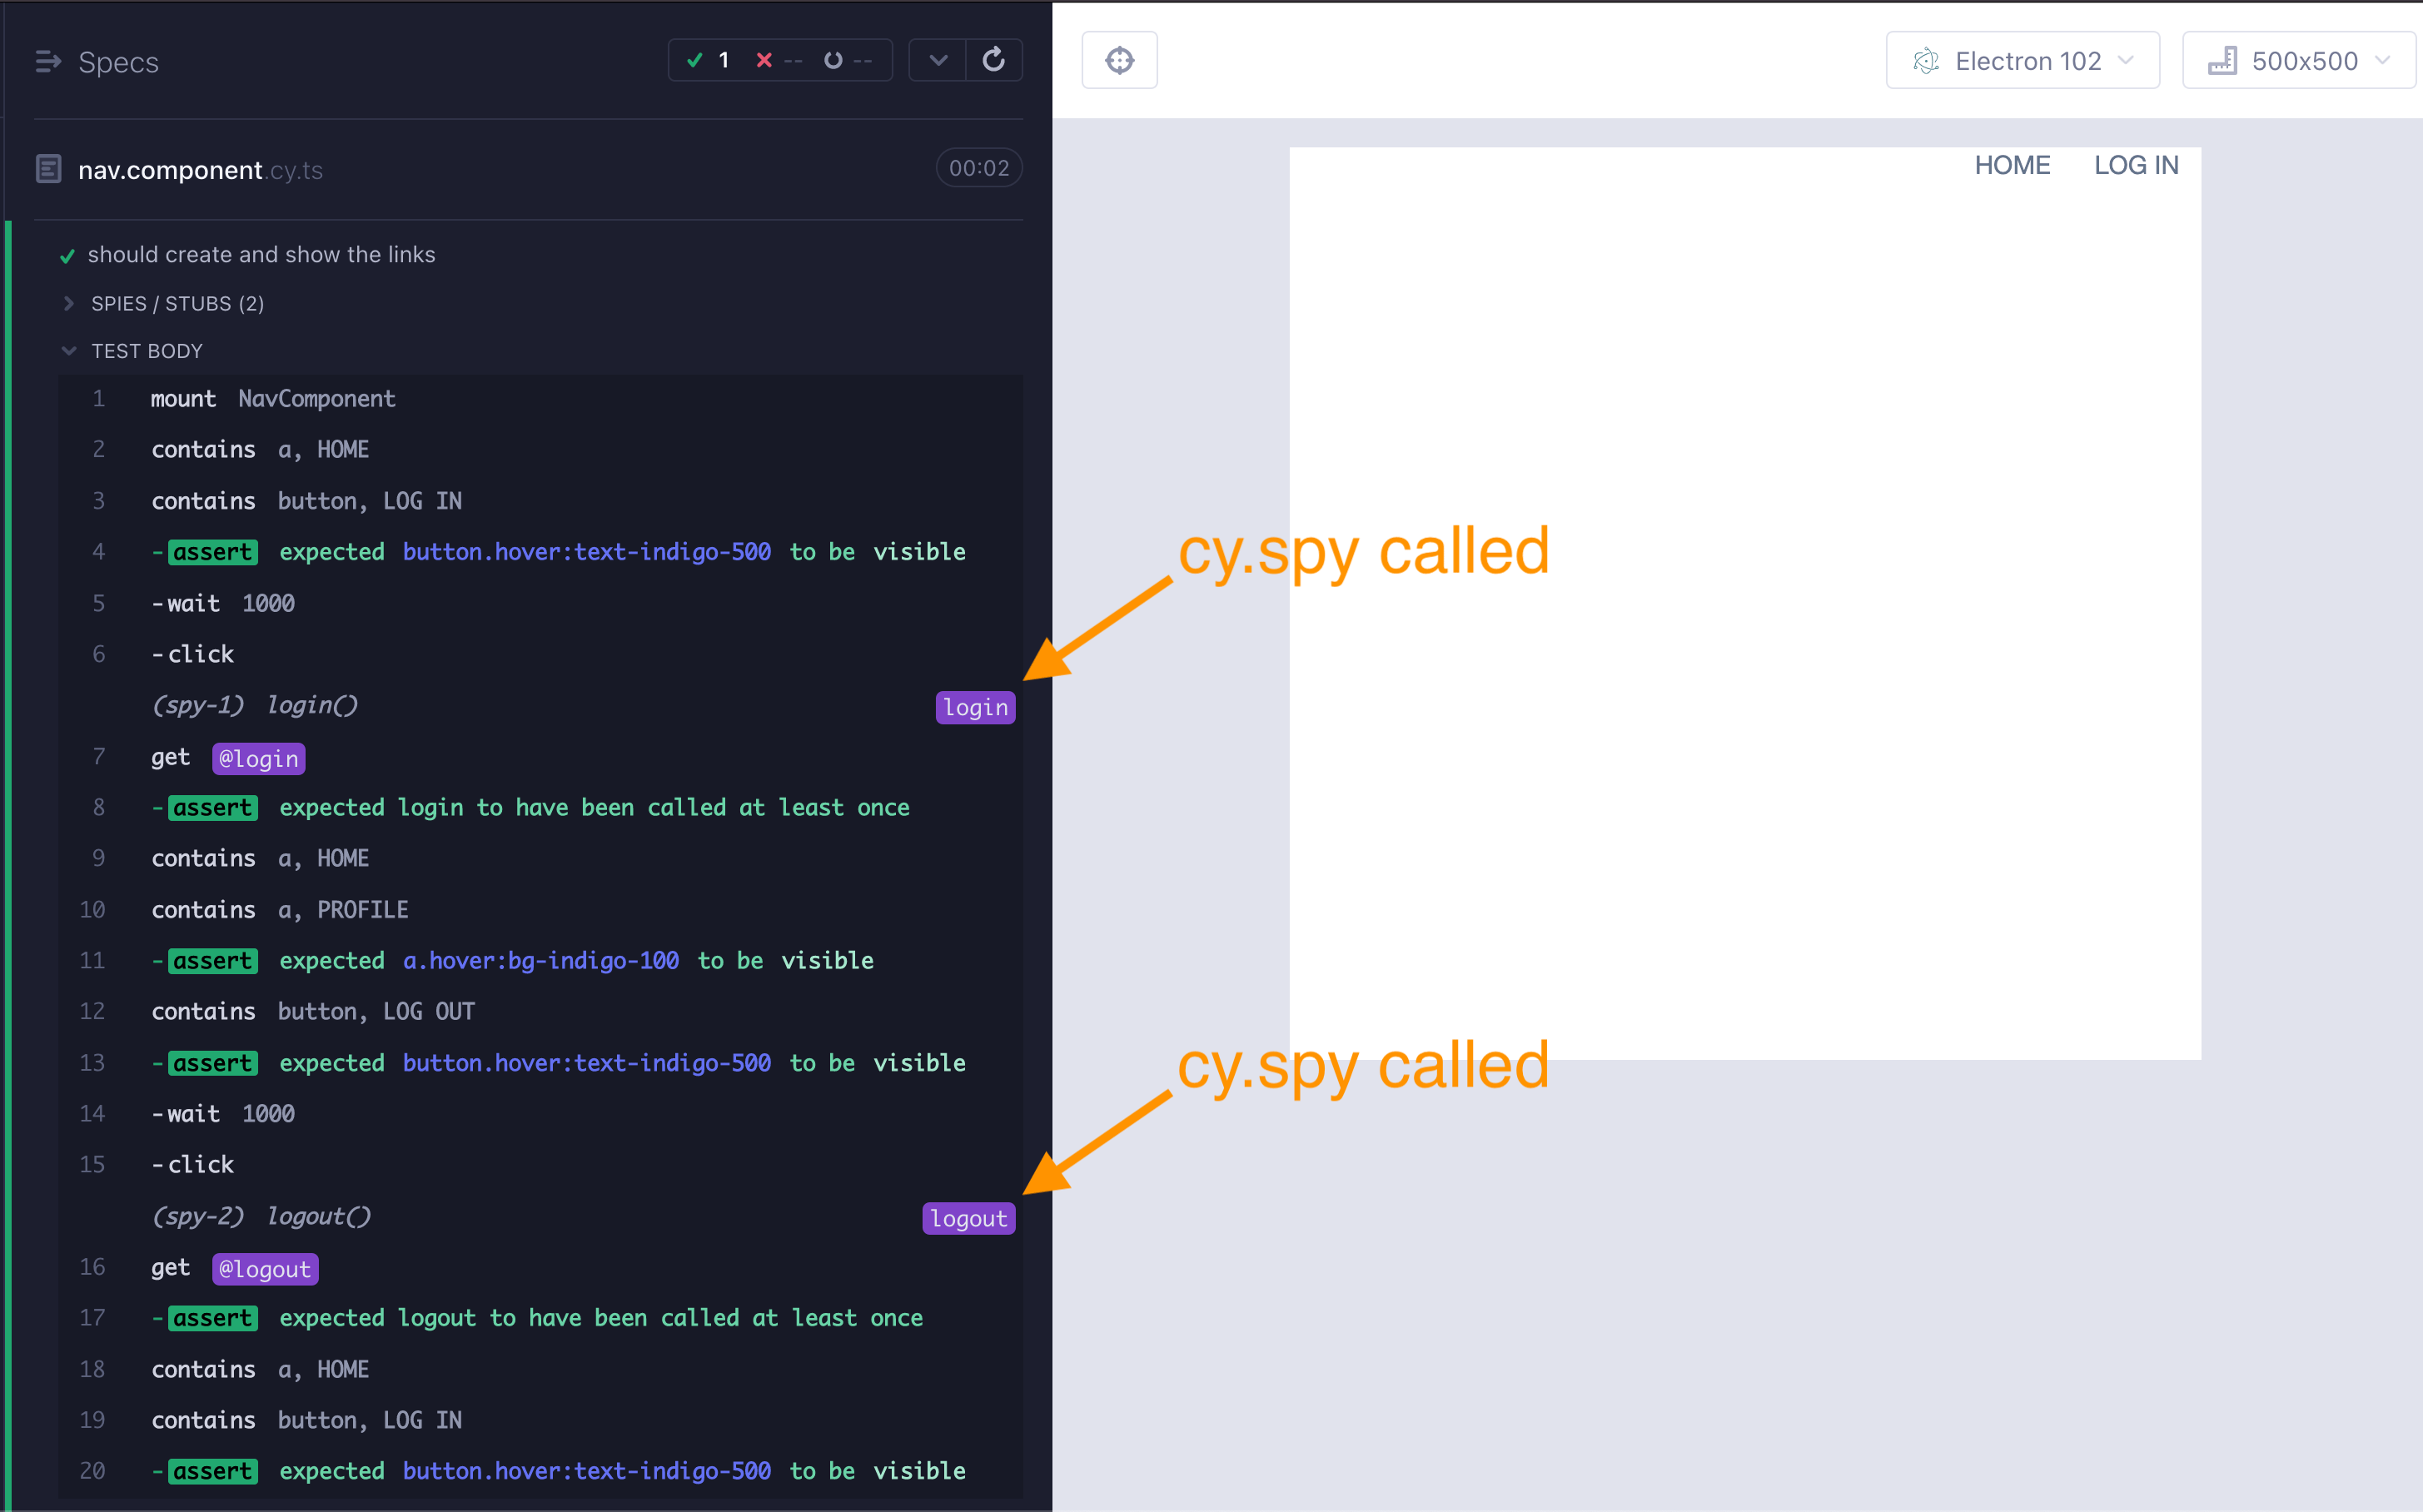 Specs
1 -- --
nav.component.cy.ts 00:02
should create and show the links
SPIES / STUBS (2)
TEST BODY
1 mount NavComponent
2 contains a, HOME
3 contains button, LOG IN
4 -assert expected button.hover:text-indigo-500 to be visible
5 -wait 1000
6 -click
(spy-1) login() login
7 get @login
8 -assert expected login to have been called at least once
9 contains a, HOME
10 contains a, PROFILE
11 -assert expected a.hover:bg-indigo-100 to be visible
12 contains button, LOG OUT
13 -assert expected button.hover:text-indigo-500 to be visible
14 -wait 1000
15 -click
(spy-2) logout() logout
16 get @logout
17 -assert expected logout to have been called at least once
18 contains a, HOME
19 contains button, LOG IN
20 -assert expected button.hover:text-indigo-500 to be visible
Electron 102
500x500
HOME LOG IN
cy.spy called
cy.spy called